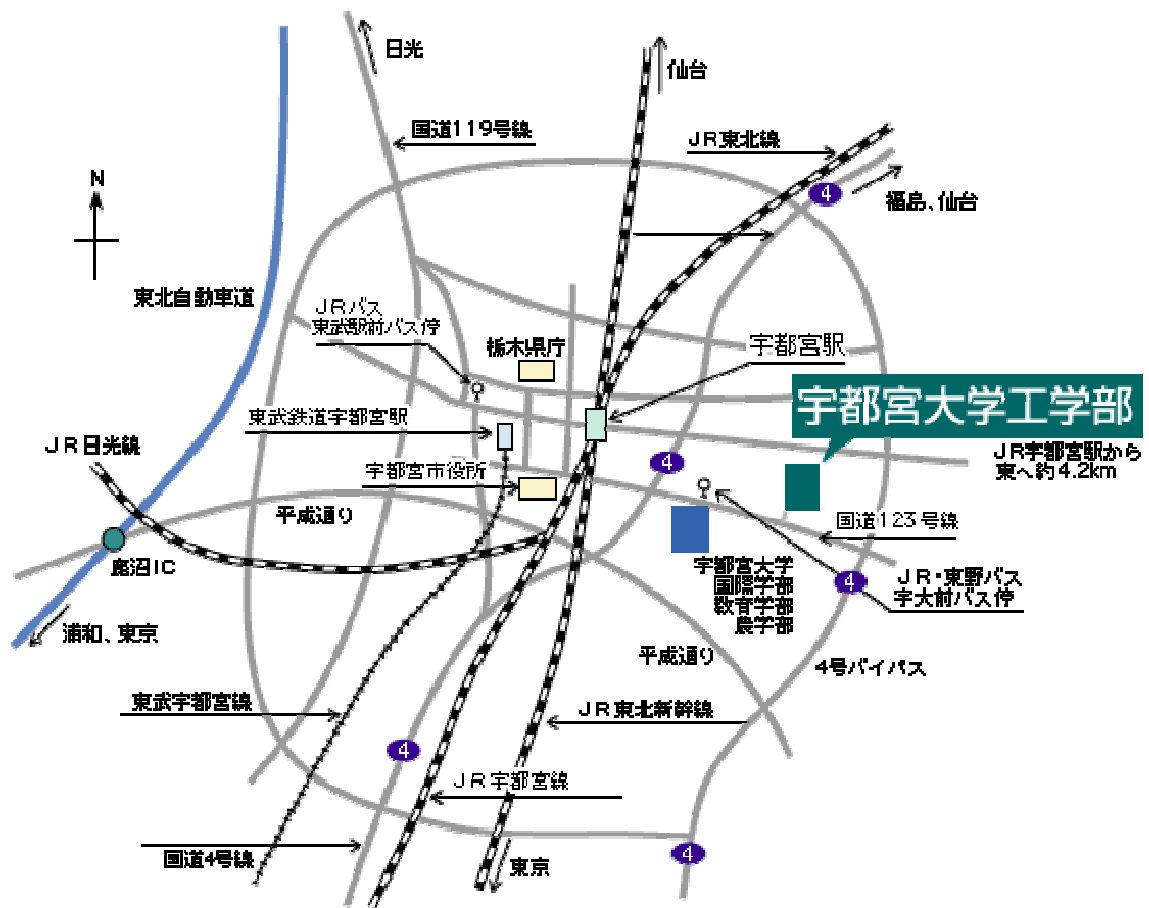 日光
仙台
国道119号線
JR東北線
N
4
福島、仙台
東北自動車道
JRバス
東武駅前バス停
栃木県庁
宇都宮駅
宇都宮大学工学部
東武鉄道宇都宮駅
JR日光線
JR宇都宮駅から
東へ約4.2km
4
宇都宮市役所
平成通り
国道123号線
鹿沼IC
宇都宮大学
国際学部
教育学部
農学部
4
JR・東野バス
宇大前バス停
浦和、東京
平成通り
4号バイパス
東武宇都宮線
JR東北新幹線
4
JR宇都宮線
国道4号線
東京
4